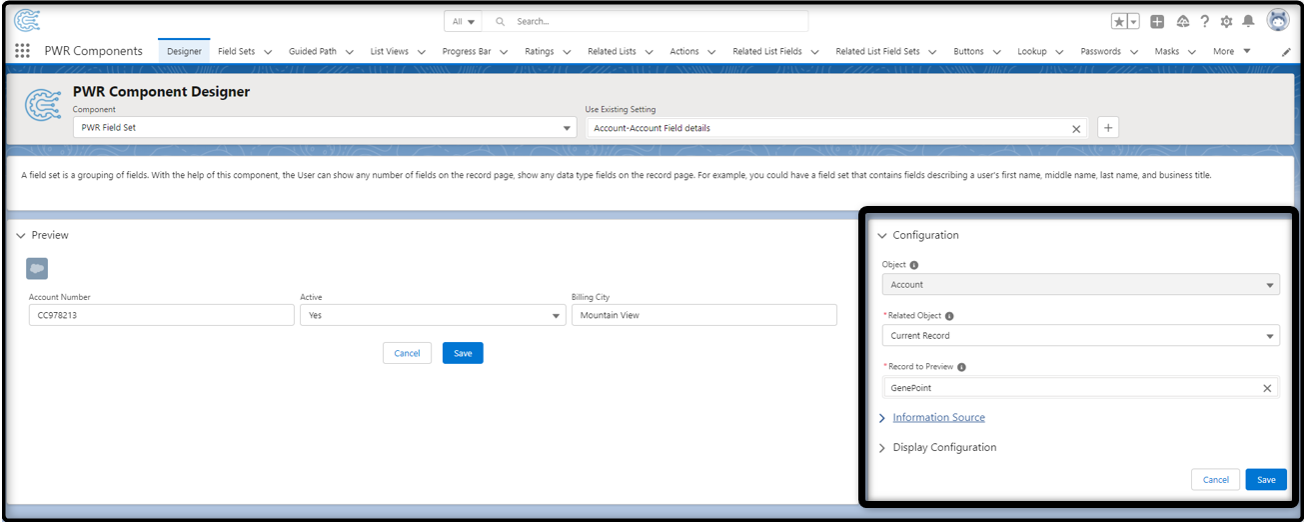 All
Search...
PWR Components
Designer
Field Sets
Guided Path
List Views
Progress Bar
Ratings
Related Lists
Actions
Related List Fields
Related List Field Sets
Buttons
Lookup
Passwords
Masks
More
PWR Component Designer
Component
Use Existing Setting
PWR Field Set
Account-Account Field details
A field set is a grouping of fields. With the help of this component, the User can show any number of fields on the record page, show any data type fields on the record page. For example, you could have a field set that contains fields describing a user's first name, middle name, last name, and business title.
Preview
Account Number
Active
Billing City
CC978213
Yes
Mountain View
Cancel
Save
Configuration
Object
Account
*Related Object
Current Record
*Record to Preview
GenePoint
Information Source
Display Configuration
Cancel
Save